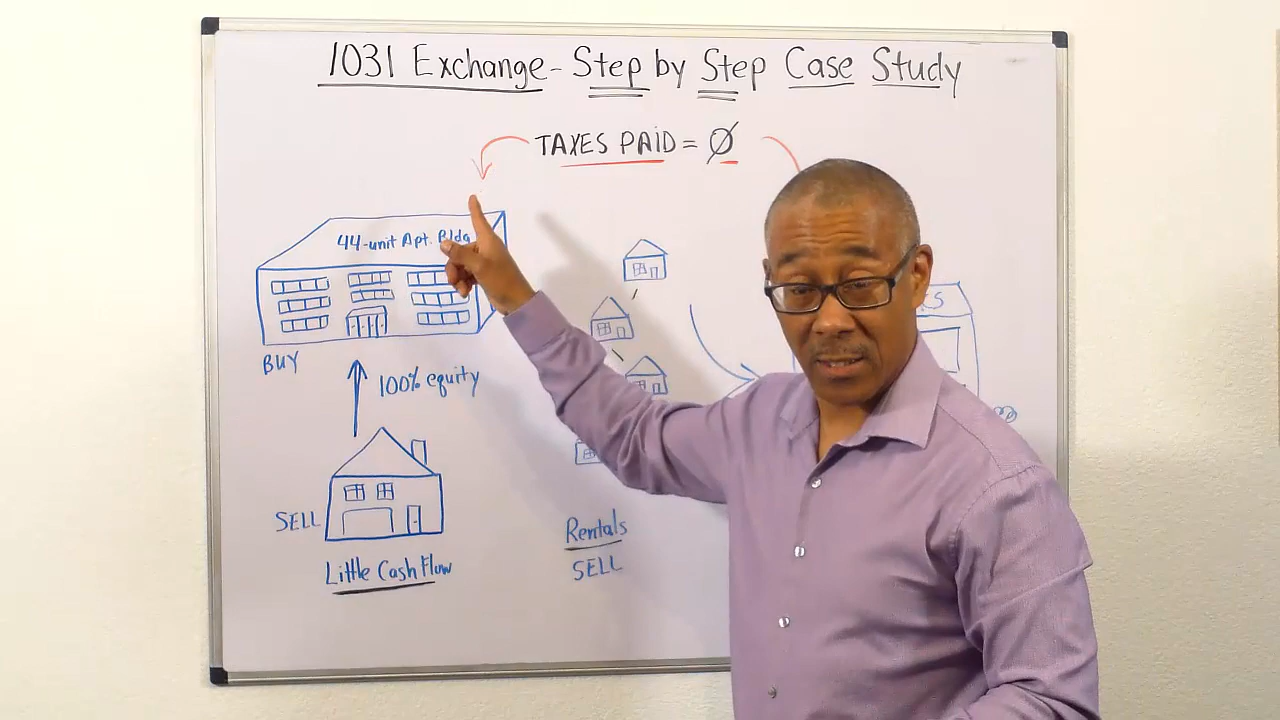 1031 Exchange - Step by Step Case Study
TAXES PAID = Ø
44-unit Apt. Bldg
BUY
100% equity
SELL
Little Cash Flow
Rentals
SELL